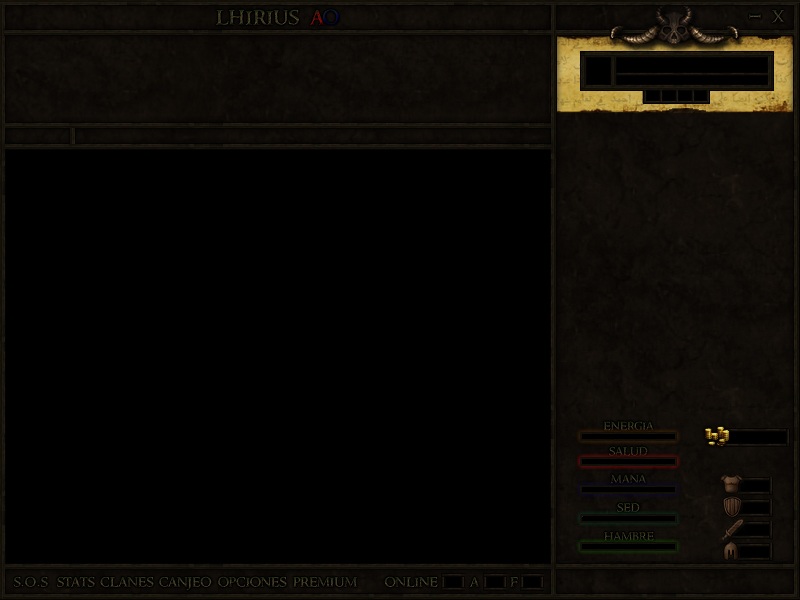 LHIRIUS AO
– X
ENERGIA
SALUD
MANA
SED
HAMBRE
S.O.S STATS CLANES CANJEO OPCIONES PREMIUM ONLINE A F